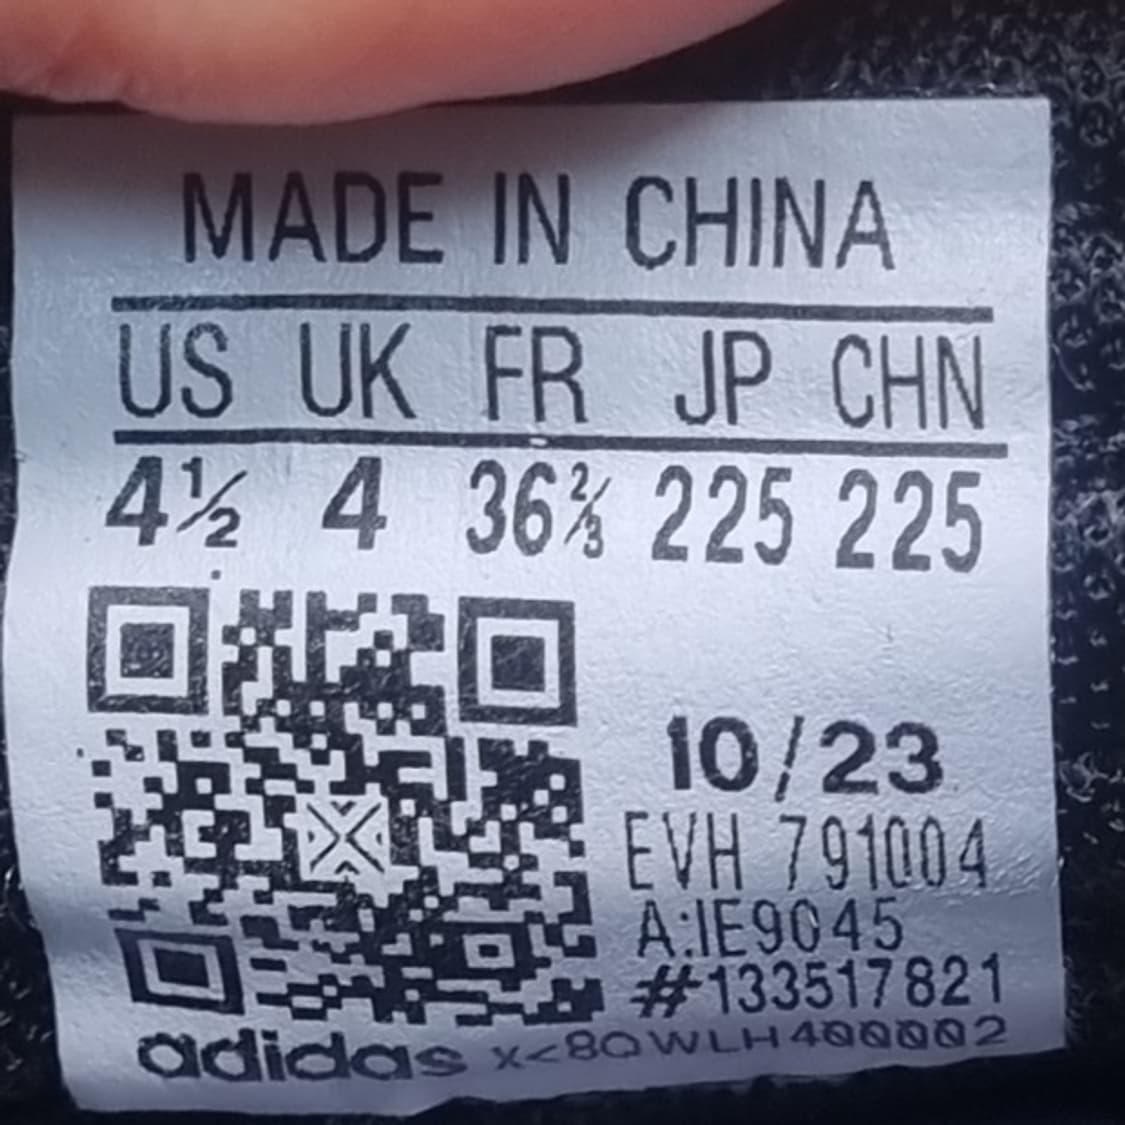 MADE IN CHINA
US UK FR JP CHN
4½ 4 36⅔ 225 225
10/23
EVH 791004
A:IE9045
#133517821
adidas X<8QWLH400002